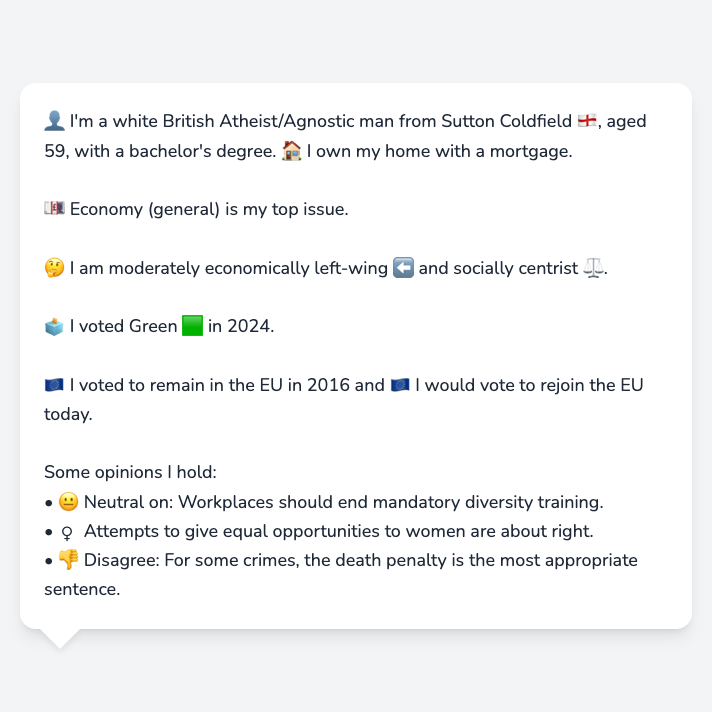 👤 I'm a white British Atheist/Agnostic man from Sutton Coldfield 🏴󠁧󠁢󠁥󠁮󠁧󠁿, aged
59, with a bachelor's degree. 🏠 I own my home with a mortgage.
💷 Economy (general) is my top issue.
🤔 I am moderately economically left-wing ⬅️ and socially centrist ⚖️.
🗳️ I voted Green 🟩 in 2024.
🇪🇺 I voted to remain in the EU in 2016 and 🇪🇺 I would vote to rejoin the EU
today.
Some opinions I hold:
• 😐 Neutral on: Workplaces should end mandatory diversity training.
• ♀ Attempts to give equal opportunities to women are about right.
• 👎 Disagree: For some crimes, the death penalty is the most appropriate
sentence.